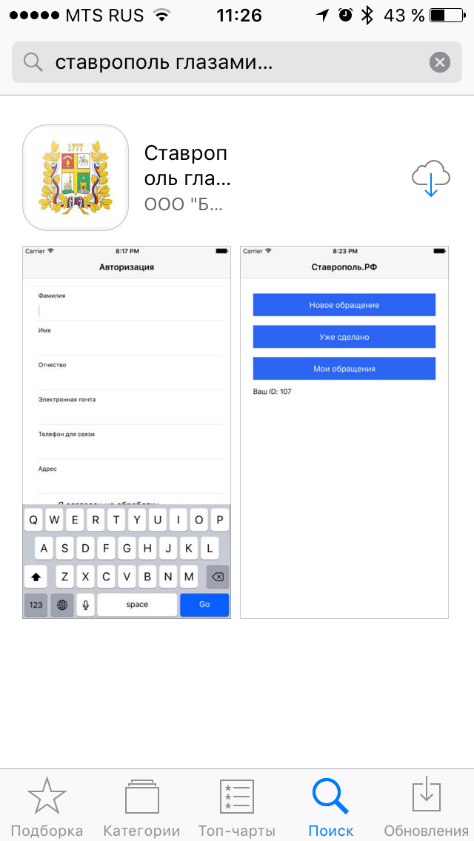 MTS RUS 11:26 43 %
ставрополь глазами...
1777
Ставроп
оль гла...
ООО "Б...
Carrier 8:17 PM
Авторизация
Фамилия
Имя
Отчество
Электронная почта
Телефон для связи
Адрес
Q W E R T Y U I O P
A S D F G H J K L
Z X C V B N M
123 space Go
Carrier 8:23 PM
Ставрополь.РФ
Новое обращение
Уже сделано
Мои обращения
Ваш ID: 107
Подборка Категории Топ-чарты Поиск Обновления